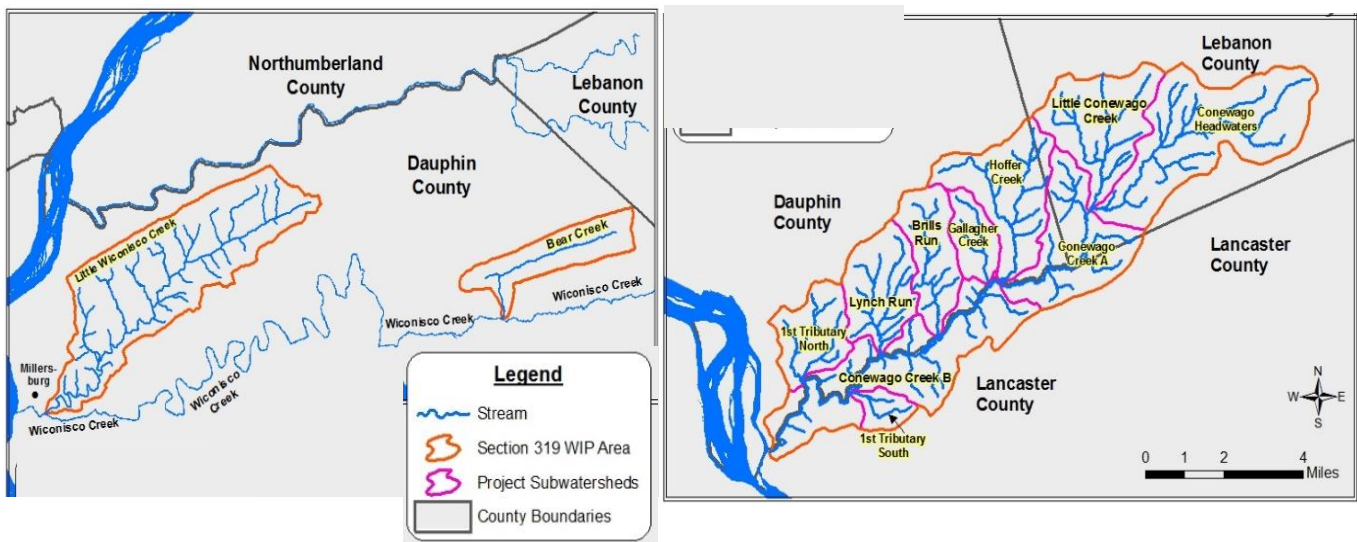 Northumberland
County
Lebanon
County
Dauphin
County
Little Wiconisco Creek
Bear Creek
Wiconisco Creek
Wiconisco Creek
Wiconisco
Creek
Millers-
burg
Wiconisco Creek
Legend
Stream
Section 319 WIP Area
Project Subwatersheds
County Boundaries
Lebanon
County
Little Conewago
Creek
Conewago
Headwaters
Hoffer
Creek
Dauphin
County
Brills
Run
Gallagher
Creek
Conewago
Creek A
Lancaster
County
Lynch Run
1st Tributary
North
Conewago Creek B
Lancaster
County
1st Tributary
South
N
W
E
S
0 1 2 4
Miles